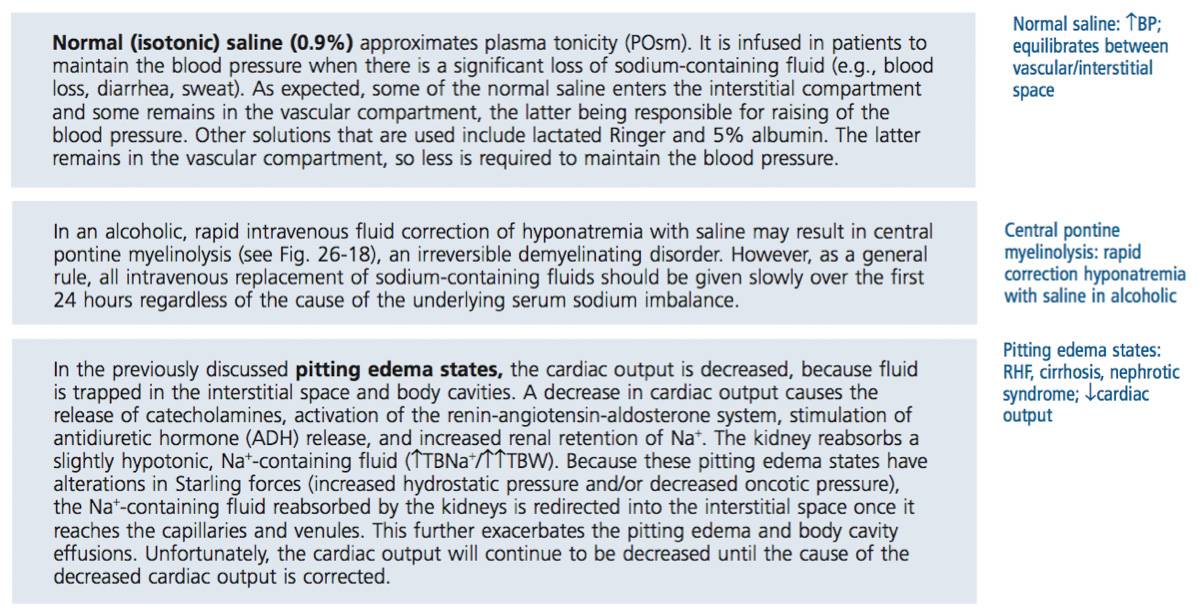 Normal (isotonic) saline (0.9%) approximates plasma tonicity (POsm). It is infused in patients to
maintain the blood pressure when there is a significant loss of sodium-containing fluid (e.g., blood
loss, diarrhea, sweat). As expected, some of the normal saline enters the interstitial compartment
and some remains in the vascular compartment, the latter being responsible for raising of the
blood pressure. Other solutions that are used include lactated Ringer and 5% albumin. The latter
remains in the vascular compartment, so less is required to maintain the blood pressure.
Normal saline: ↑BP;
equilibrates between
vascular/interstitial
space
In an alcoholic, rapid intravenous fluid correction of hyponatremia with saline may result in central
pontine myelinolysis (see Fig. 26-18), an irreversible demyelinating disorder. However, as a general
rule, all intravenous replacement of sodium-containing fluids should be given slowly over the first
24 hours regardless of the cause of the underlying serum sodium imbalance.
Central pontine
myelinolysis: rapid
correction hyponatremia
with saline in alcoholic
In the previously discussed pitting edema states, the cardiac output is decreased, because fluid
is trapped in the interstitial space and body cavities. A decrease in cardiac output causes the
release of catecholamines, activation of the renin-angiotensin-aldosterone system, stimulation of
antidiuretic hormone (ADH) release, and increased renal retention of Na⁺. The kidney reabsorbs a
slightly hypotonic, Na⁺-containing fluid (↑TBNa⁺/↑↑TBW). Because these pitting edema states have
alterations in Starling forces (increased hydrostatic pressure and/or decreased oncotic pressure),
the Na⁺-containing fluid reabsorbed by the kidneys is redirected into the interstitial space once it
reaches the capillaries and venules. This further exacerbates the pitting edema and body cavity
effusions. Unfortunately, the cardiac output will continue to be decreased until the cause of the
decreased cardiac output is corrected.
Pitting edema states:
RHF, cirrhosis, nephrotic
syndrome; ↓cardiac
output